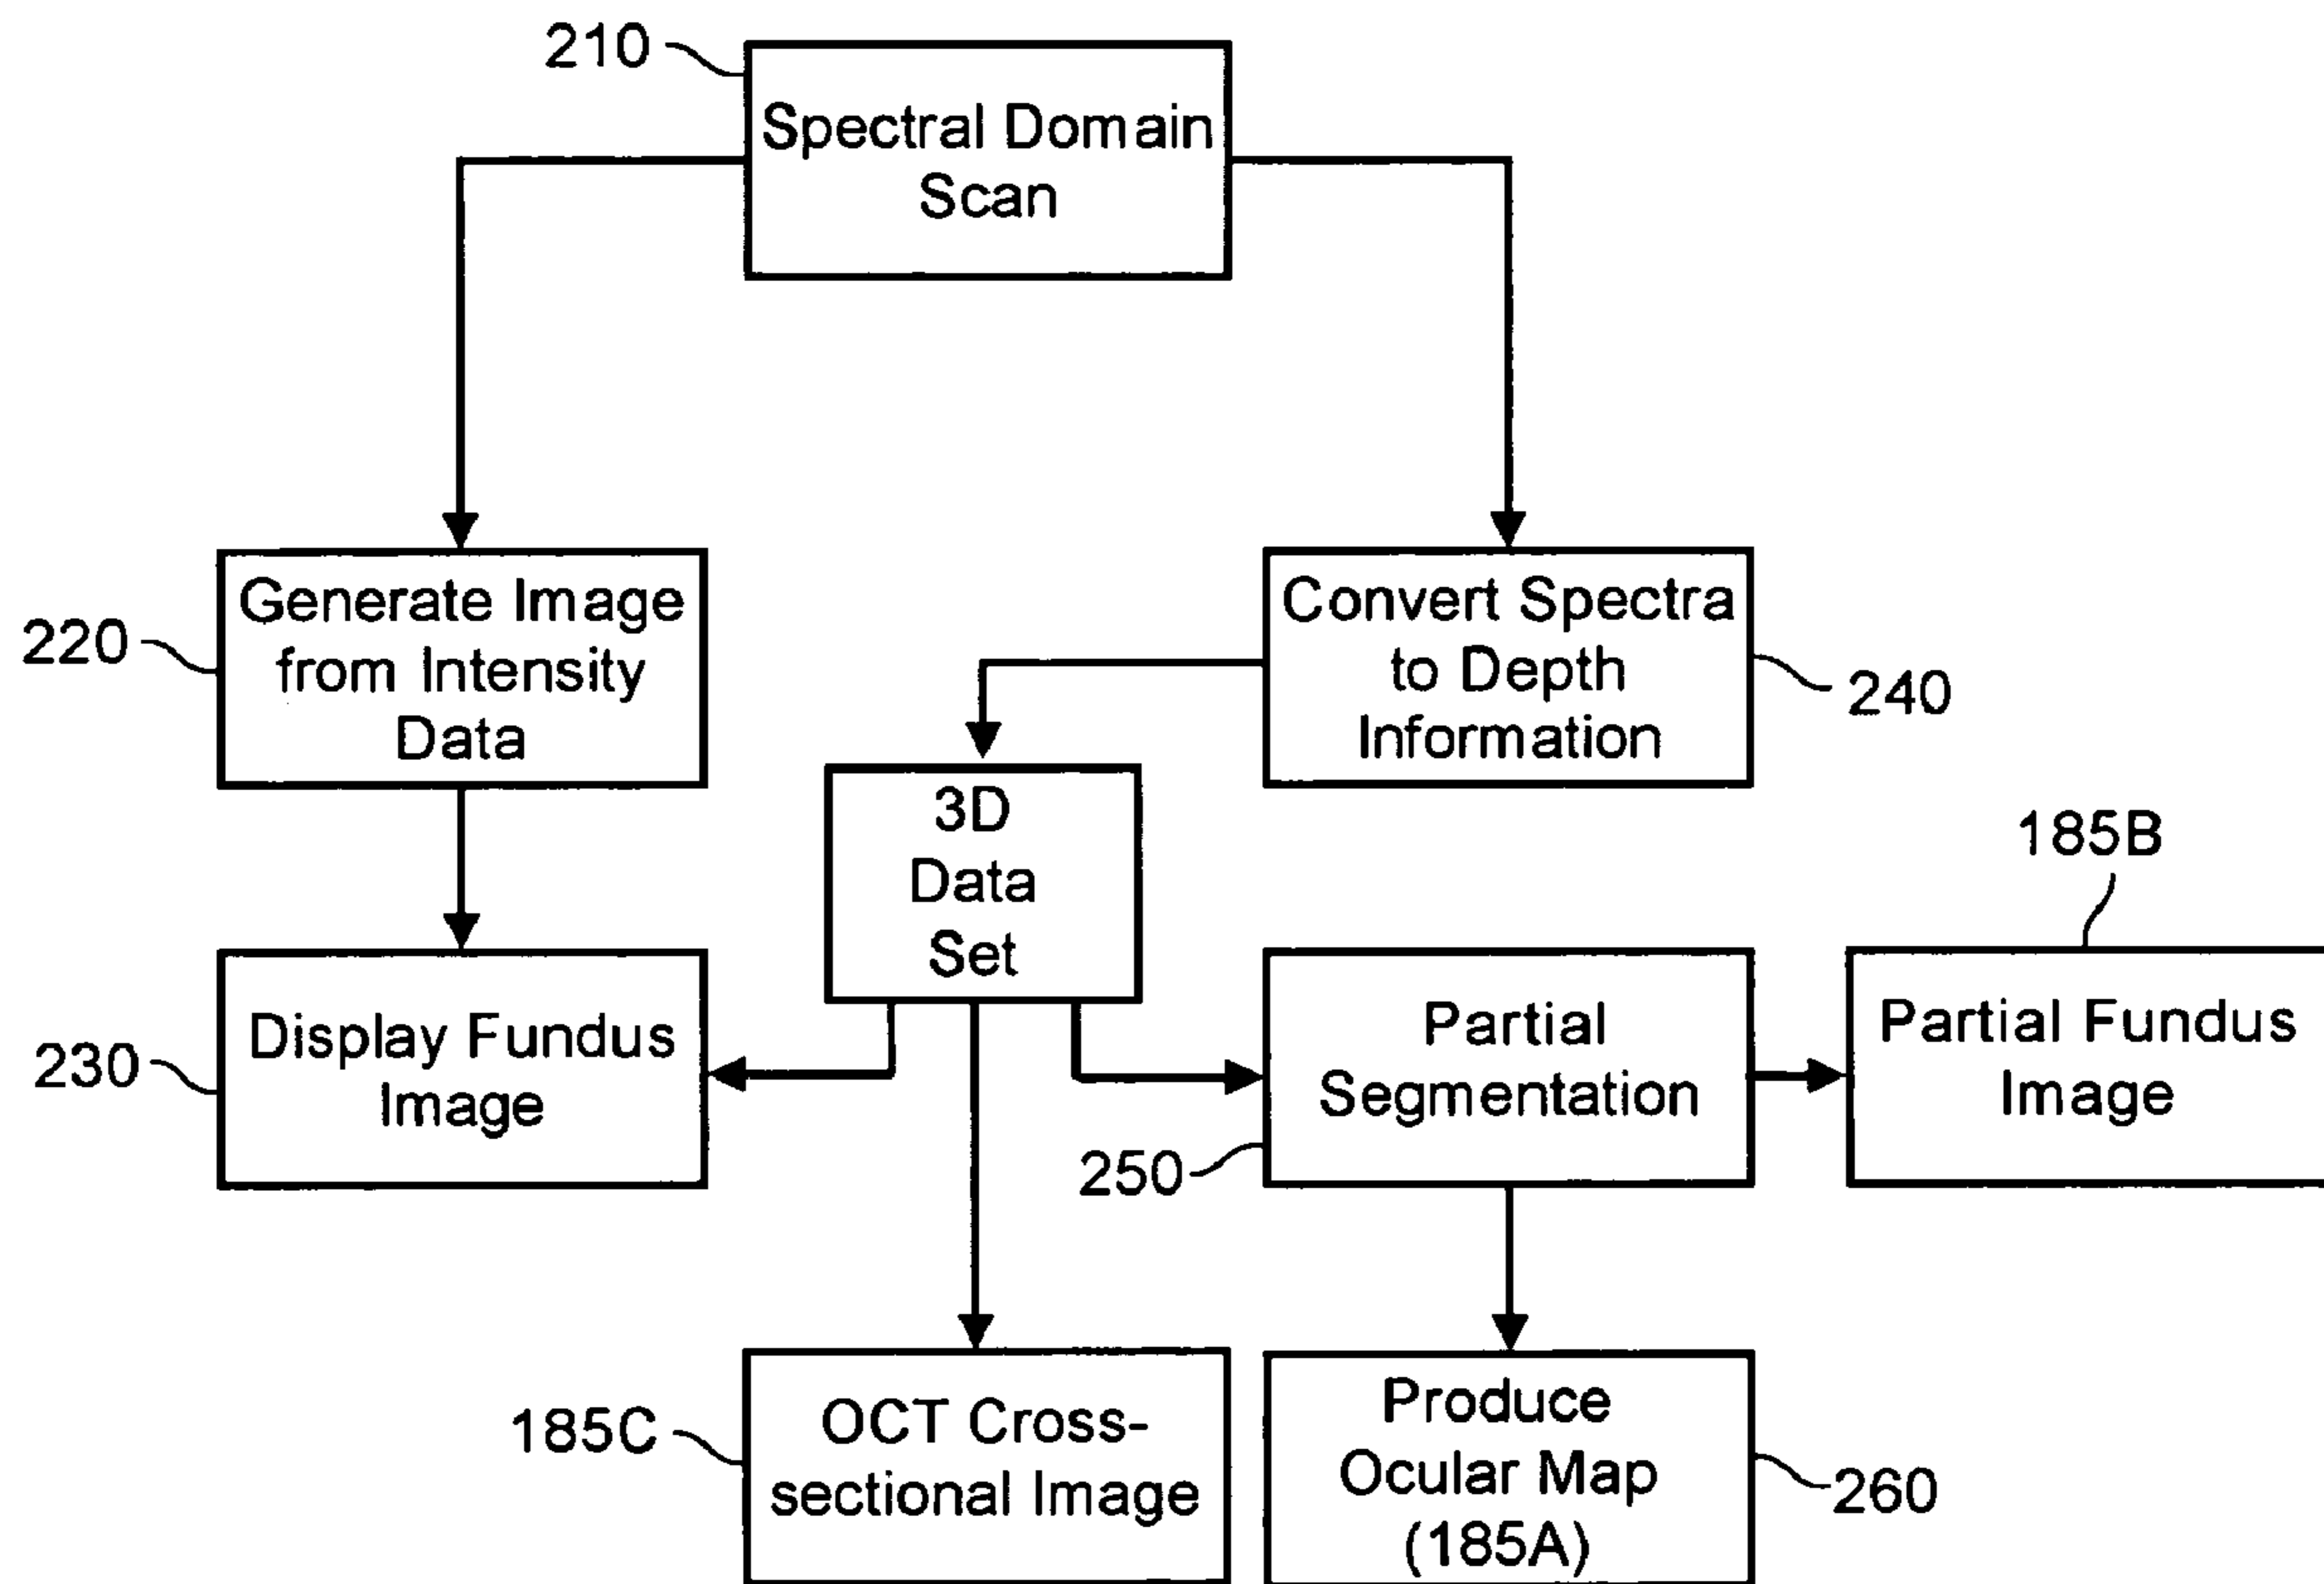 210
Spectral Domain
Scan
220
Generate Image
from Intensity
Data
Convert Spectra
to Depth
Information
240
3D
Data
Set
185B
230
Display Fundus
Image
250
Partial
Segmentation
Partial Fundus
Image
185C
OCT Cross-
sectional Image
Produce
Ocular Map
(185A)
260